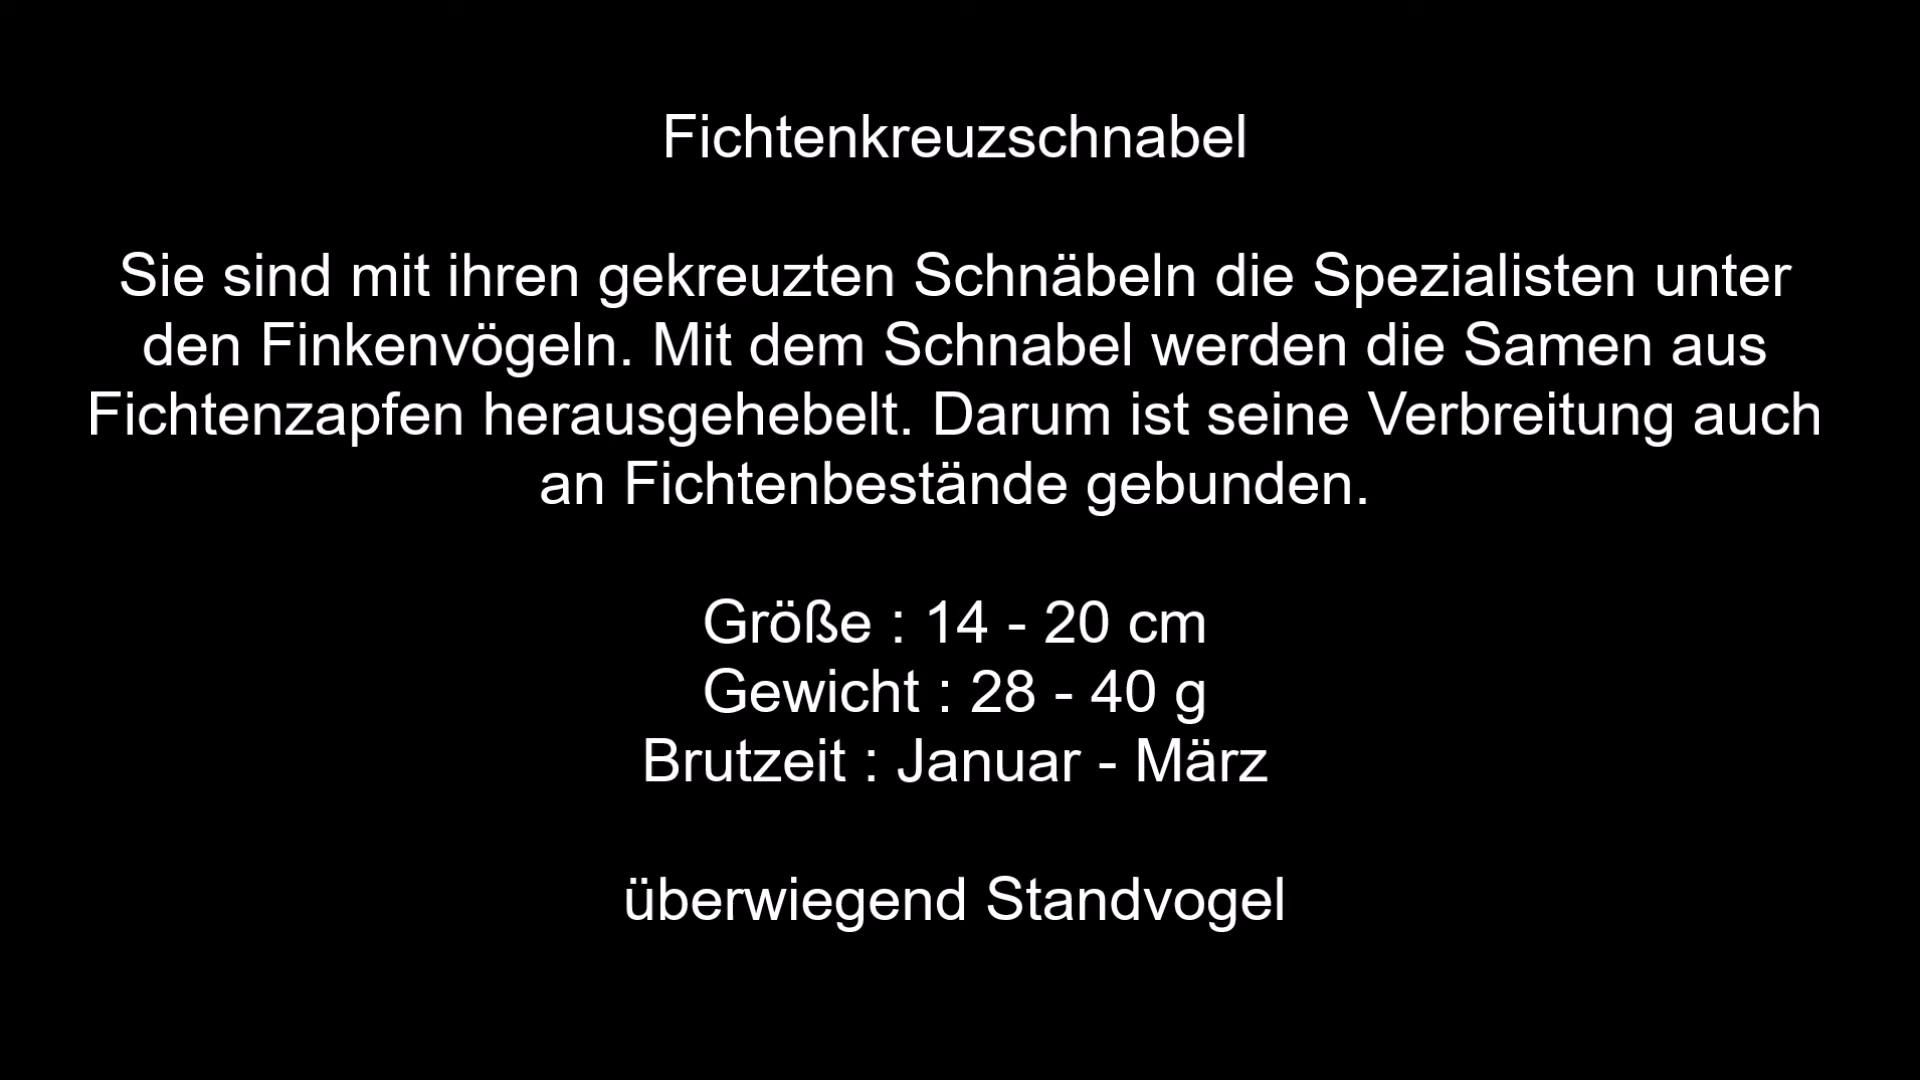 Fichtenkreuzschnabel
Sie sind mit ihren gekreuzten Schnäbeln die Spezialisten unter
den Finkenvögeln. Mit dem Schnabel werden die Samen aus
Fichtenzapfen herausgehebelt. Darum ist seine Verbreitung auch
an Fichtenbestände gebunden.
Größe : 14 - 20 cm
Gewicht : 28 - 40 g
Brutzeit : Januar - März
überwiegend Standvogel